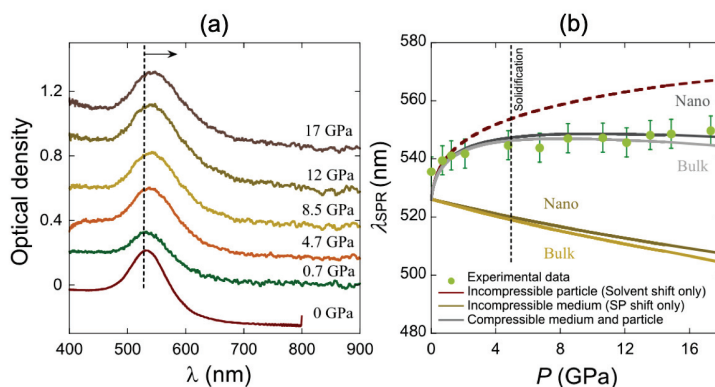 (a)
Optical density
1.2
0.8
0.4
0
17 GPa
12 GPa
8.5 GPa
4.7 GPa
0.7 GPa
0 GPa
400 500 600 700 800 900
λ (nm)
(b)
λSPR (nm)
580
560
540
520
500
480
Solidification
Nano
Bulk
Nano
Bulk
Experimental data
Incompressible particle (Solvent shift only)
Incompressible medium (SP shift only)
Compressible medium and particle
0 4 8 12 16
P (GPa)